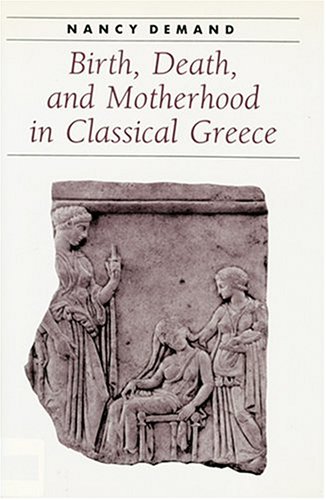 NANCY DEMAND
Birth, Death,
and Motherhood
in Classical Greece